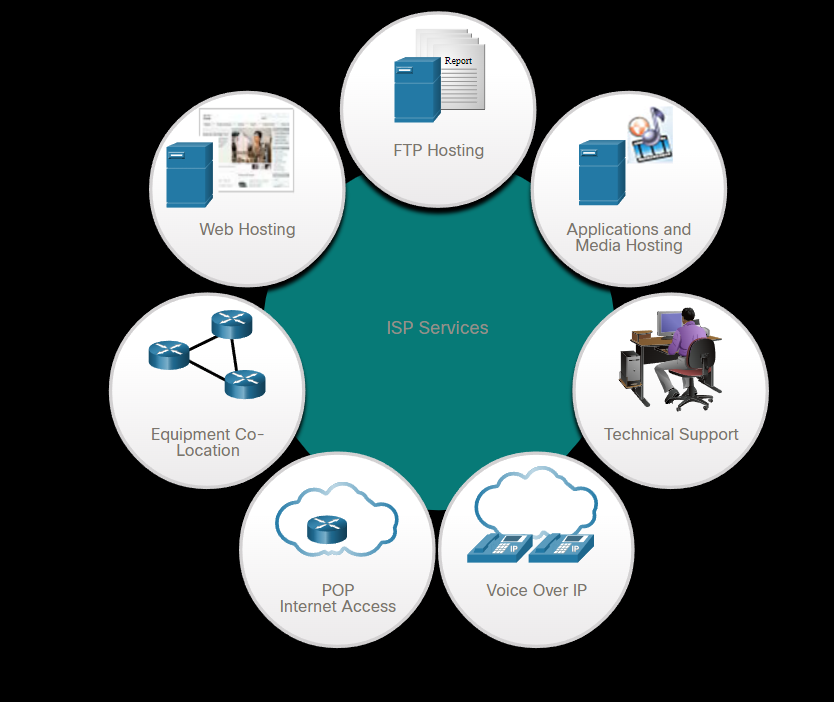 Report
FTP Hosting
Web Hosting
Applications and
Media Hosting
ISP Services
Equipment Co-
Location
Technical Support
IP
IP
POP
Internet Access
Voice Over IP